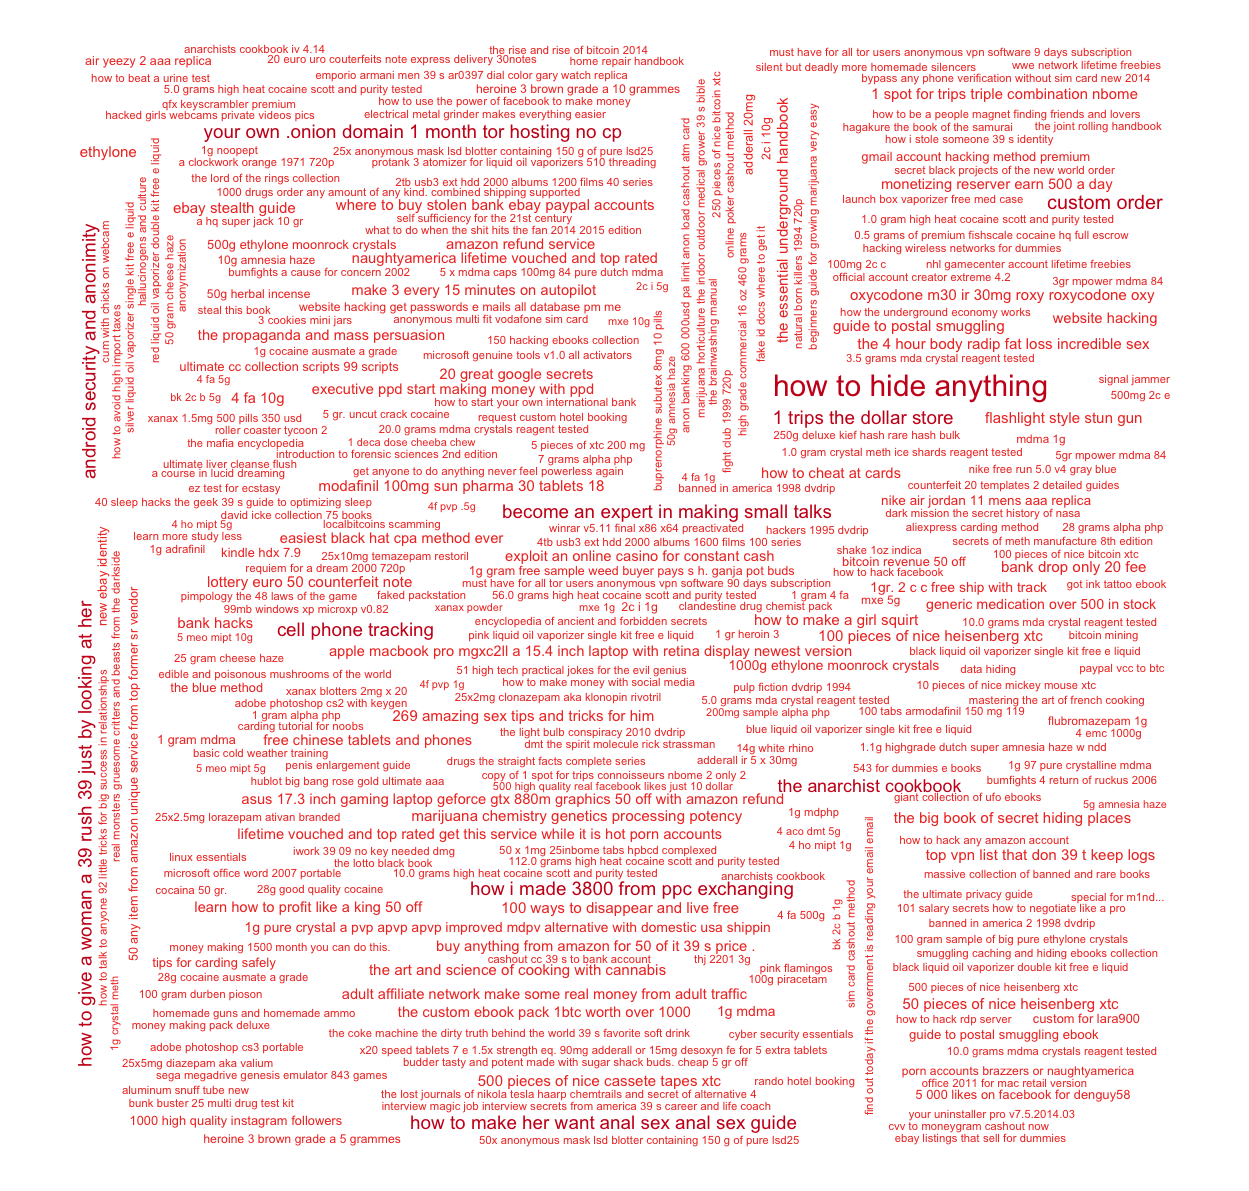 anarchists cookbook iv 4.14
the rise and rise of bitcoin 2014
must have for all tor users anonymous vpn software 9 days subscription
air yeezy 2 aaa replica
20 euro uro couterfeits note express delivery 30notes
home repair handbook
silent but deadly more homemade silencers
wwe network lifetime freebies
how to beat a urine test
emporio armani men 39 s ar0397 dial color gary watch replica
bypass any phone verification without sim card new 2014
5.0 grams high heat cocaine scott and purity tested
heroine 3 brown grade a 10 grammes
1 spot for trips triple combination nbome
qfx keyscrambler premium
how to use the power of facebook to make money
hacked girls webcams private videos pics
electrical metal grinder makes everything easier
how to be a people magnet finding friends and lovers
your own .onion domain 1 month tor hosting no cp
hagakure the book of the samurai
the joint rolling handbook
how i stole someone 39 s identity
ethylone
1g noopept
25x anonymous mask lsd blotter containing 150 g of pure lsd25
gmail account hacking method premium
a clockwork orange 1971 720p
protank 3 atomizer for liquid oil vaporizers 510 threading
secret black projects of the new world order
the lord of the rings collection
2tb usb3 ext hdd 2000 albums 1200 films 40 series
monetizing reserver earn 500 a day
1000 drugs order any amount of any kind. combined shipping supported
launch box vaporizer free med case
custom order
ebay stealth guide
where to buy stolen bank ebay paypal accounts
a hq super jack 10 gr
self sufficiency for the 21st century
1.0 gram high heat cocaine scott and purity tested
what to do when the shit hits the fan 2014 2015 edition
0.5 grams of premium fishscale cocaine hq full escrow
500g ethylone moonrock crystals
amazon refund service
hacking wireless networks for dummies
10g amnesia haze
naughtyamerica lifetime vouched and top rated
100mg 2c c
nhl gamecenter account lifetime freebies
bumfights a cause for concern 2002
5 x mdma caps 100mg 84 pure dutch mdma
official account creator extreme 4.2
3gr mpower mdma 84
50g herbal incense
make 3 every 15 minutes on autopilot
2c i 5g
oxycodone m30 ir 30mg roxy roxycodone oxy
steal this book
website hacking get passwords e mails all database pm me
how the underground economy works
website hacking
3 cookies mini jars
anonymous multi fit vodafone sim card
mxe 10g
guide to postal smuggling
the propaganda and mass persuasion
150 hacking ebooks collection
the 4 hour body radip fat loss incredible sex
1g cocaine ausmate a grade
microsoft genuine tools v1.0 all activators
3.5 grams mda crystal reagent tested
ultimate cc collection scripts 99 scripts
20 great google secrets
4 fa 5g
executive ppd start making money with ppd
how to hide anything
signal jammer
500mg 2c e
bk 2c b 5g
4 fa 10g
how to start your own international bank
xanax 1.5mg 500 pills 350 usd
5 gr. uncut crack cocaine
request custom hotel booking
1 trips the dollar store
flashlight style stun gun
roller coaster tycoon 2
20.0 grams mdma crystals reagent tested
250g deluxe kief hash rare hash bulk
mdma 1g
the mafia encyclopedia
1 deca dose cheeba chew
5 pieces of xtc 200 mg
1.0 gram crystal meth ice shards reagent tested
5gr mpower mdma 84
introduction to forensic sciences 2nd edition
7 grams alpha php
ultimate liver cleanse flush
a course in lucid dreaming
get anyone to do anything never feel powerless again
4 fa 1g
how to cheat at cards
nike free run 5.0 v4 gray blue
ez test for ecstasy
modafinil 100mg sun pharma 30 tablets 18
banned in america 1998 dvdrip
counterfeit 20 templates 2 detailed guides
40 sleep hacks the geek 39 s guide to optimizing sleep
4f pvp .5g
become an expert in making small talks
nike air jordan 11 mens aaa replica
david icke collection 75 books
dark mission the secret history of nasa
4 ho mipt 5g
localbitcoins scamming
winrar v5.11 final x86 x64 preactivated
hackers 1995 dvdrip
aliexpress carding method
28 grams alpha php
learn more study less
easiest black hat cpa method ever
4tb usb3 ext hdd 2000 albums 1600 films 100 series
secrets of meth manufacture 8th edition
1g adrafinil
kindle hdx 7.9
25x10mg temazepam restoril
exploit an online casino for constant cash
shake 1oz indica
bitcoin revenue 50 off
100 pieces of nice bitcoin xtc
requiem for a dream 2000 720p
1g gram free sample weed buyer pays s h. ganja pot buds
how to hack facebook
bank drop only 20 fee
lottery euro 50 counterfeit note
must have for all tor users anonymous vpn software 90 days subscription
1gr. 2 c c free ship with track
got ink tattoo ebook
pimpology the 48 laws of the game
faked packstation
56.0 grams high heat cocaine scott and purity tested
1 gram 4 fa
mxe 5g
generic medication over 500 in stock
99mb windows xp microxp v0.82
xanax powder
mxe 1g
2c i 1g
clandestine drug chemist pack
bank hacks
encyclopedia of ancient and forbidden secrets
how to make a girl squirt
10.0 grams mda crystal reagent tested
5 meo mipt 10g
cell phone tracking
pink liquid oil vaporizer single kit free e liquid
1 gr heroin 3
100 pieces of nice heisenberg xtc
bitcoin mining
25 gram cheese haze
apple macbook pro mgxc2ll a 15.4 inch laptop with retina display newest version
black liquid oil vaporizer single kit free e liquid
edible and poisonous mushrooms of the world
51 high tech practical jokes for the evil genius
1000g ethylone moonrock crystals
data hiding
paypal vcc to btc
the blue method
xanax blotters 2mg x 20
4f pvp 1g
how to make money with social media
pulp fiction dvdrip 1994
10 pieces of nice mickey mouse xtc
adobe photoshop cs2 with keygen
25x2mg clonazepam aka klonopin rivotril
5.0 grams mda crystal reagent tested
mastering the art of french cooking
1 gram alpha php
269 amazing sex tips and tricks for him
200mg sample alpha php
100 tabs armodafinil 150 mg 119
carding tutorial for noobs
the light bulb conspiracy 2010 dvdrip
blue liquid oil vaporizer single kit free e liquid
flubromazepam 1g
4 emc 1000g
1 gram mdma
free chinese tablets and phones
dmt the spirit molecule rick strassman
14g white rhino
1.1g highgrade dutch super amnesia haze w ndd
basic cold weather training
5 meo mipt 5g
penis enlargement guide
drugs the straight facts complete series
adderall ir 5 x 30mg
543 for dummies e books
1g 97 pure crystalline mdma
hublot big bang rose gold ultimate aaa
copy of 1 spot for trips connoisseurs nbome 2 only 2
500 high quality real facebook likes just 10 dollar
the anarchist cookbook
bumfights 4 return of ruckus 2006
asus 17.3 inch gaming laptop geforce gtx 880m graphics 50 off with amazon refund
giant collection of ufo ebooks
5g amnesia haze
25x2.5mg lorazepam ativan branded
marijuana chemistry genetics processing potency
1g mdphp
the big book of secret hiding places
lifetime vouched and top rated get this service while it is hot porn accounts
4 aco dmt 5g
4 ho mipt 1g
how to hack any amazon account
linux essentials
iwork 39 09 no key needed dmg
50 x 1mg 25inbome tabs hpbcd complexed
top vpn list that don 39 t keep logs
the lotto black book
112.0 grams high heat cocaine scott and purity tested
microsoft office word 2007 portable
10.0 grams high heat cocaine scott and purity tested
anarchists cookbook
massive collection of banned and rare books
cocaina 50 gr.
28g good quality cocaine
how i made 3800 from ppc exchanging
the ultimate privacy guide
special for m1nd...
learn how to profit like a king 50 off
100 ways to disappear and live free
4 fa 500g
101 salary secrets how to negotiate like a pro
1g pure crystal a pvp apvp apvp improved mdpv alternative with domestic usa shippin
banned in america 2 1998 dvdrip
money making 1500 month you can do this.
buy anything from amazon for 50 of it 39 s price .
100 gram sample of big pure ethylone crystals
tips for carding safely
cashout cc 39 s to bank account
thj 2201 3g
smuggling caching and hiding ebooks collection
28g cocaine ausmate a grade
the art and science of cooking with cannabis
pink flamingos
black liquid oil vaporizer double kit free e liquid
100g piracetam
100 gram durben pioson
adult affiliate network make some real money from adult traffic
500 pieces of nice heisenberg xtc
homemade guns and homemade ammo
the custom ebook pack 1btc worth over 1000
1g mdma
50 pieces of nice heisenberg xtc
money making pack deluxe
the coke machine the dirty truth behind the world 39 s favorite soft drink
cyber security essentials
how to hack rdp server
custom for lara900
guide to postal smuggling ebook
adobe photoshop cs3 portable
x20 speed tablets 7 e 1.5x strength eq. 90mg adderall or 15mg desoxyn fe for 5 extra tablets
10.0 grams mdma crystals reagent tested
25x5mg diazepam aka valium
budder tasty and potent made with sugar shack buds. cheap 5 gr off
sega megadrive genesis emulator 843 games
500 pieces of nice cassete tapes xtc
rando hotel booking
porn accounts brazzers or naughtyamerica
office 2011 for mac retail version
aluminum snuff tube new
the lost journals of nikola tesla haarp chemtrails and secret of alternative 4
5 000 likes on facebook for denguy58
bunk buster 25 multi drug test kit
interview magic job interview secrets from america 39 s career and life coach
1000 high quality instagram followers
how to make her want anal sex anal sex guide
your uninstaller pro v7.5.2014.03
cvv to moneygram cashout now
heroine 3 brown grade a 5 grammes
50x anonymous mask lsd blotter containing 150 g of pure lsd25
ebay listings that sell for dummies
android security and anonimity
cum with chicks on webcam
how to avoid high import taxes
silver liquid oil vaporizer single kit free e liquid
hallucinogens and culture
red liquid oil vaporizer double kit free e liquid
50 gram cheese haze
anonymization
buprenorphine subutex 8mg 10 pills
50g amnesia haze
anon banking 600 000usd pa limit anon load cashout atm card
marijuana horticulture the indoor outdoor medical grower 39 s bible
the brainwashing manual
250 pieces of nice bitcoin xtc
fight club 1999 720p
online poker cashout method
high grade commercial 16 oz 460 grams
adderall 20mg
fake id docs where to get it
2c i 10g
the essential underground handbook
natural born killers 1994 720p
beginners guide for growing marijuana very easy
how to give a woman a 39 rush 39 just by looking at her
new ebay identity
how to talk to anyone 92 little tricks for big success in relationships
1g crystal meth
real monsters gruesome critters and beasts from the darkside
50 any item from amazon unique service from top former sr vendor
bk 2c b 1g
sim card cashout method
find out today if the government is reading your email email